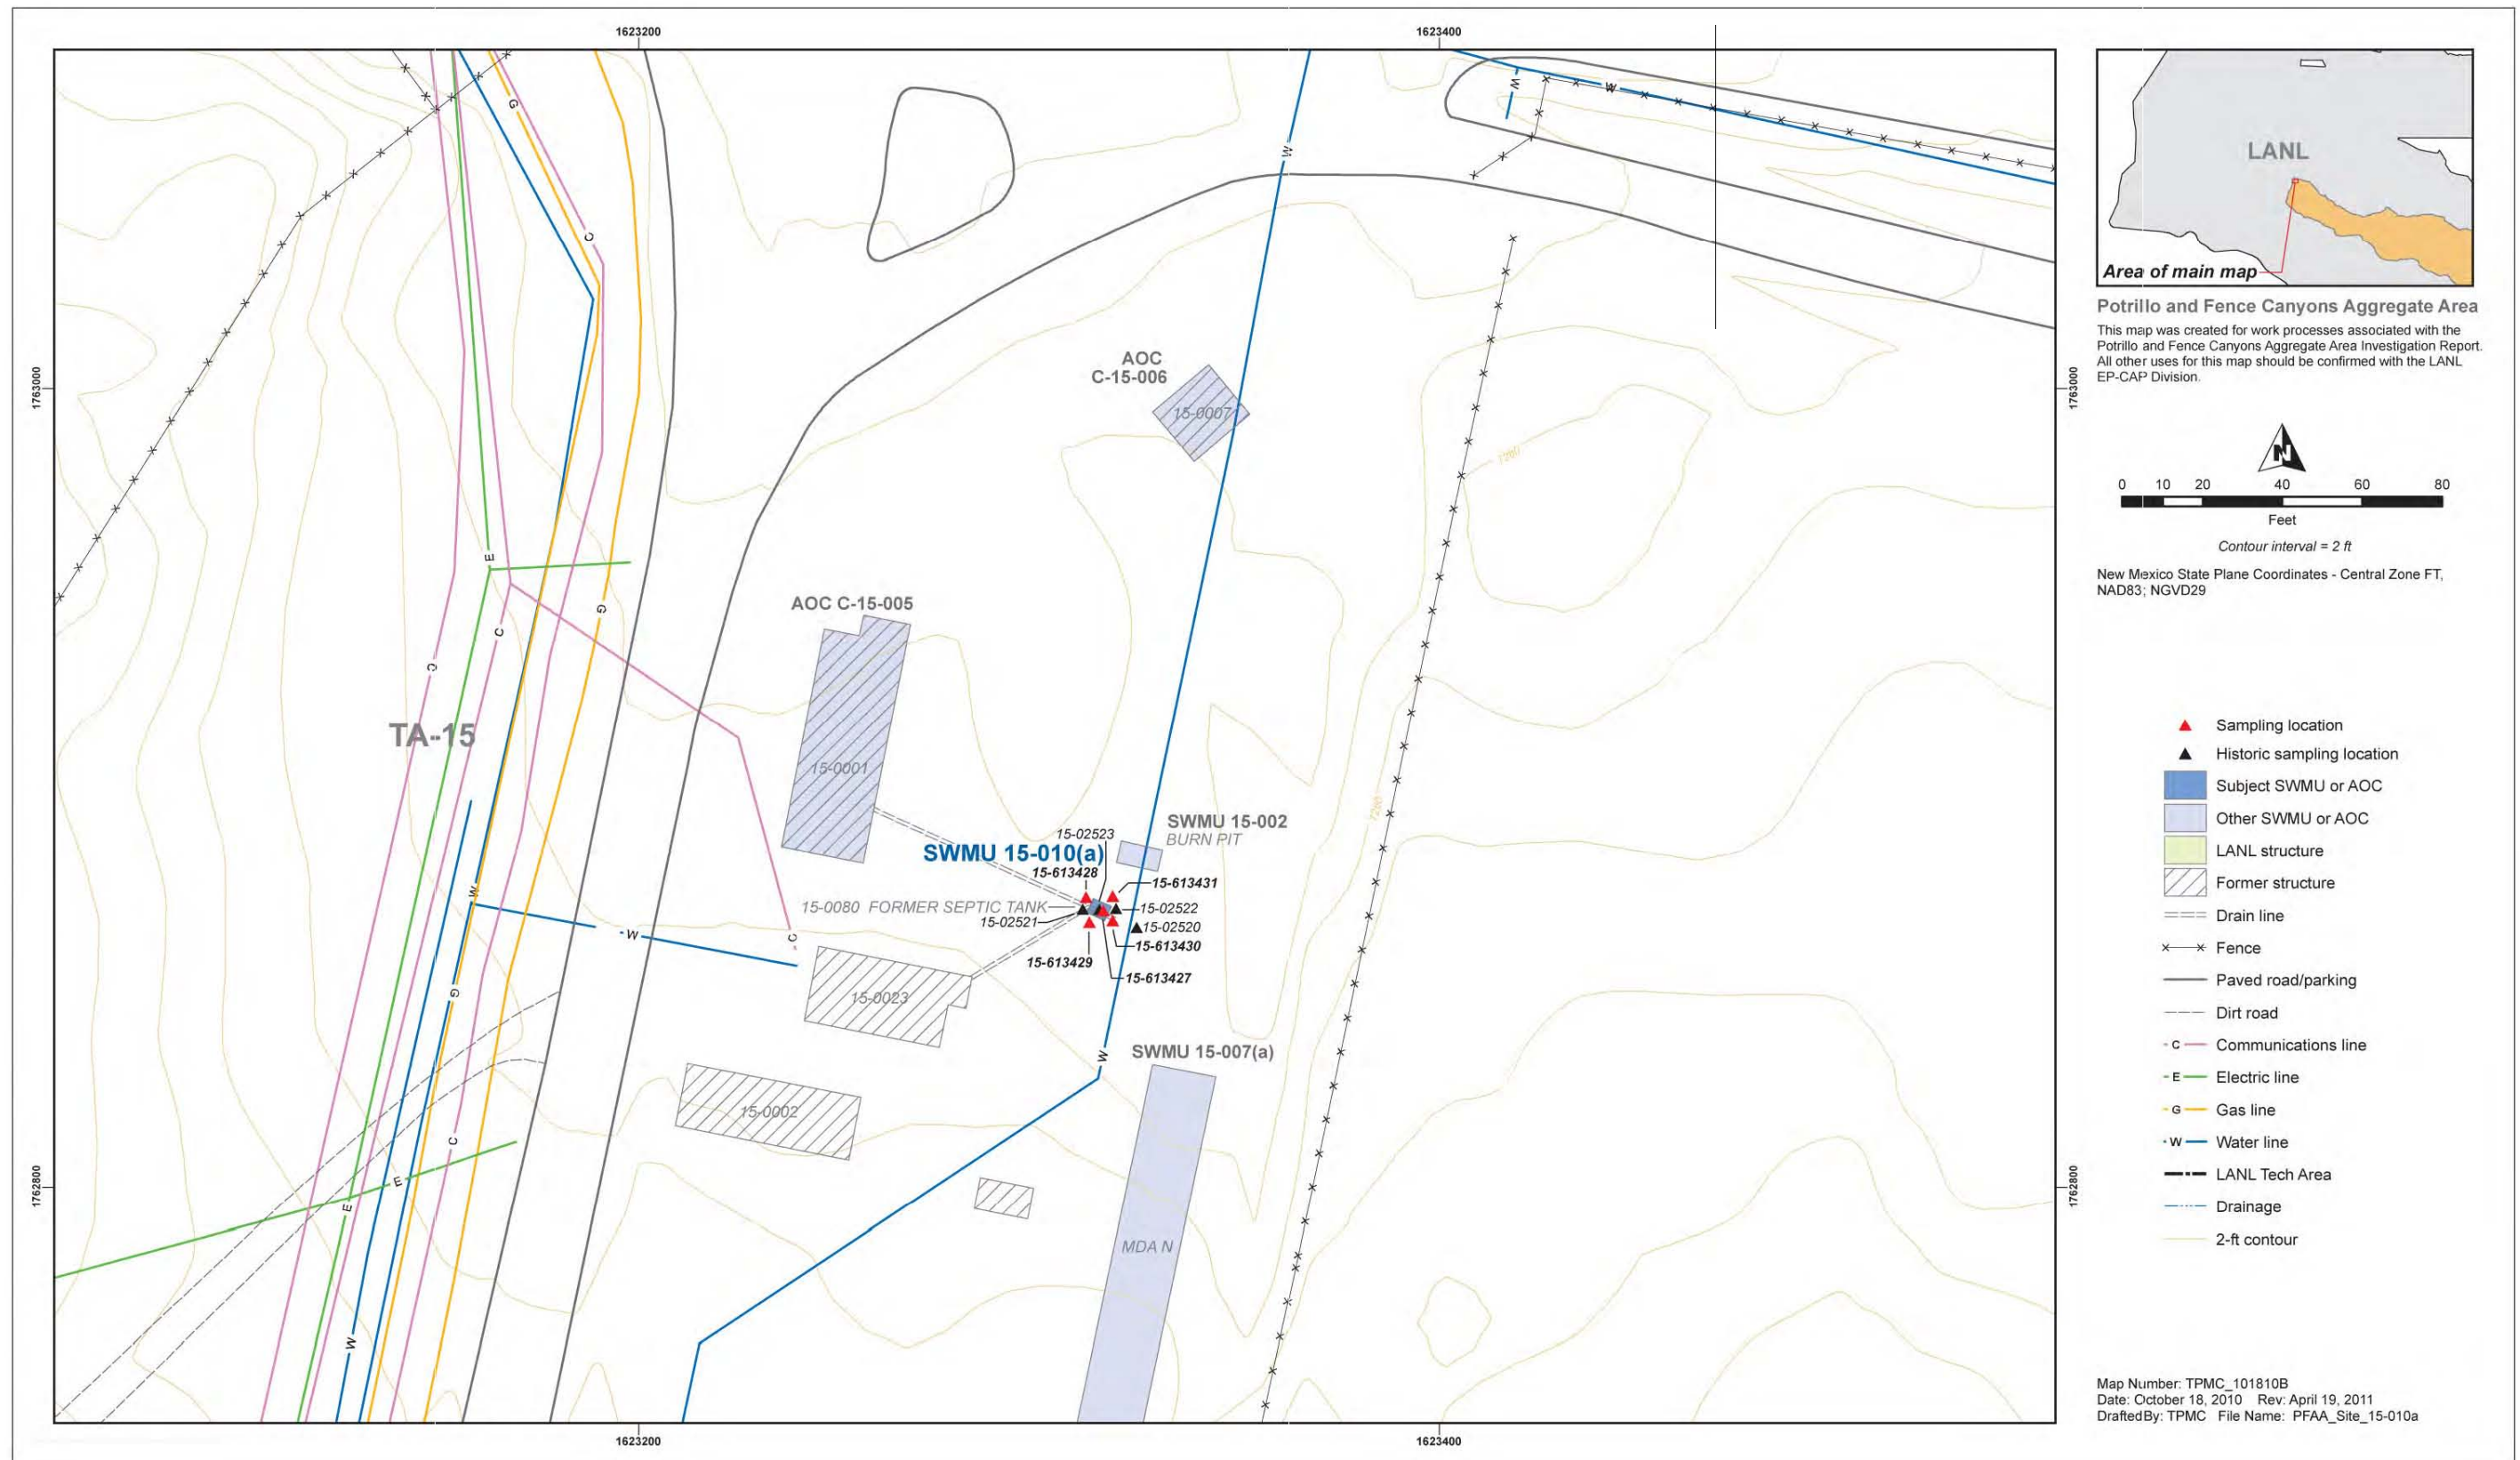 1623200
1623400
1763000
1762800
1763000
1762800
1623200
1623400
LANL
Area of main map
Potrillo and Fence Canyons Aggregate Area
This map was created for work processes associated with the
Potrillo and Fence Canyons Aggregate Area Investigation Report.
All other uses for this map should be confirmed with the LANL
EP-CAP Division.
N
0 10 20 40 60 80
Feet
Contour interval = 2 ft
New Mexico State Plane Coordinates - Central Zone FT,
NAD83; NGVD29
Sampling location
Historic sampling location
Subject SWMU or AOC
Other SWMU or AOC
LANL structure
Former structure
Drain line
Fence
Paved road/parking
Dirt road
C Communications line
E Electric line
G Gas line
W Water line
LANL Tech Area
Drainage
2-ft contour
Map Number: TPMC_101810B
Date: October 18, 2010 Rev: April 19, 2011
DraftedBy: TPMC File Name: PFAA_Site_15-010a
G
C
W
W
W
AOC
C-15-006
15-0007
7280
E
C
G
C
AOC C-15-005
TA-15
15-0001
7280
SWMU 15-002
BURN PIT
15-02523
SWMU 15-010(a)
15-613428
15-613431
W
15-0080 FORMER SEPTIC TANK
15-02522
15-02521
15-02520
W
C
15-613430
15-613429
15-613427
G
15-0023
W
SWMU 15-007(a)
15-0002
C
E
E
MDA N
W